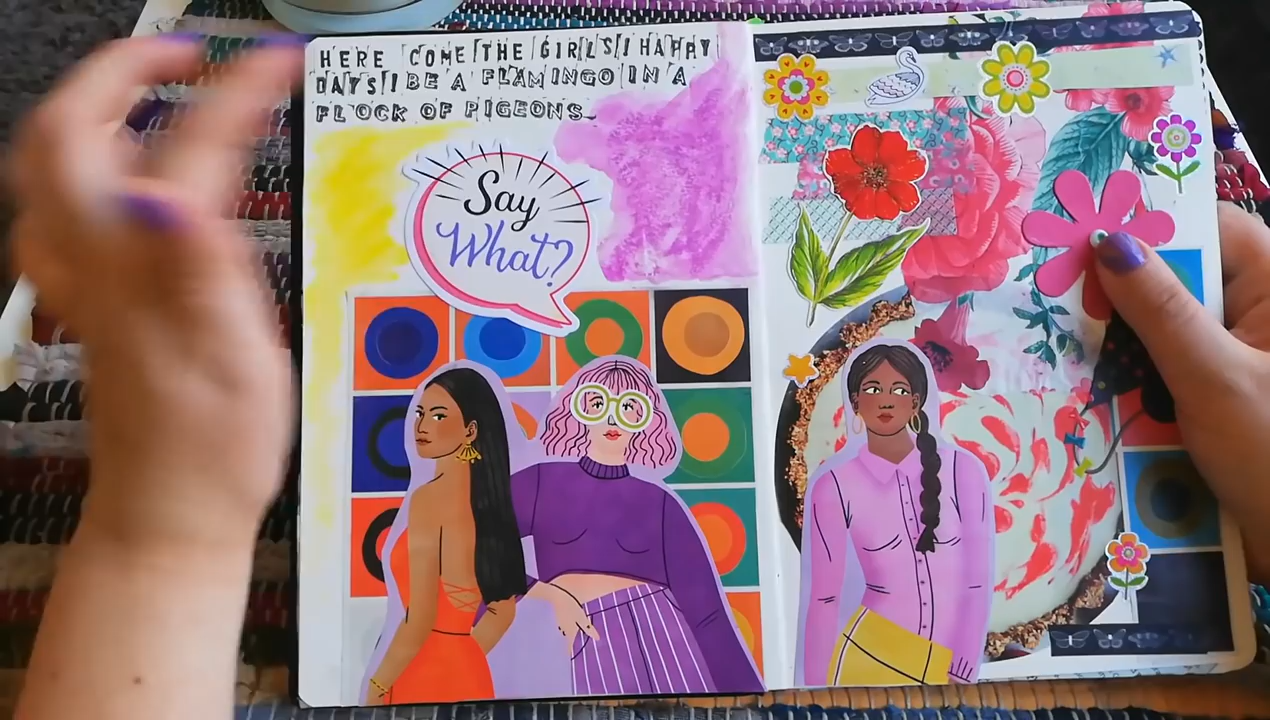 HERE COME THE GIRLS! HAPPY
DAYS! BE A FLAMINGO IN A
FLOCK OF PIGEONS
Say
What?